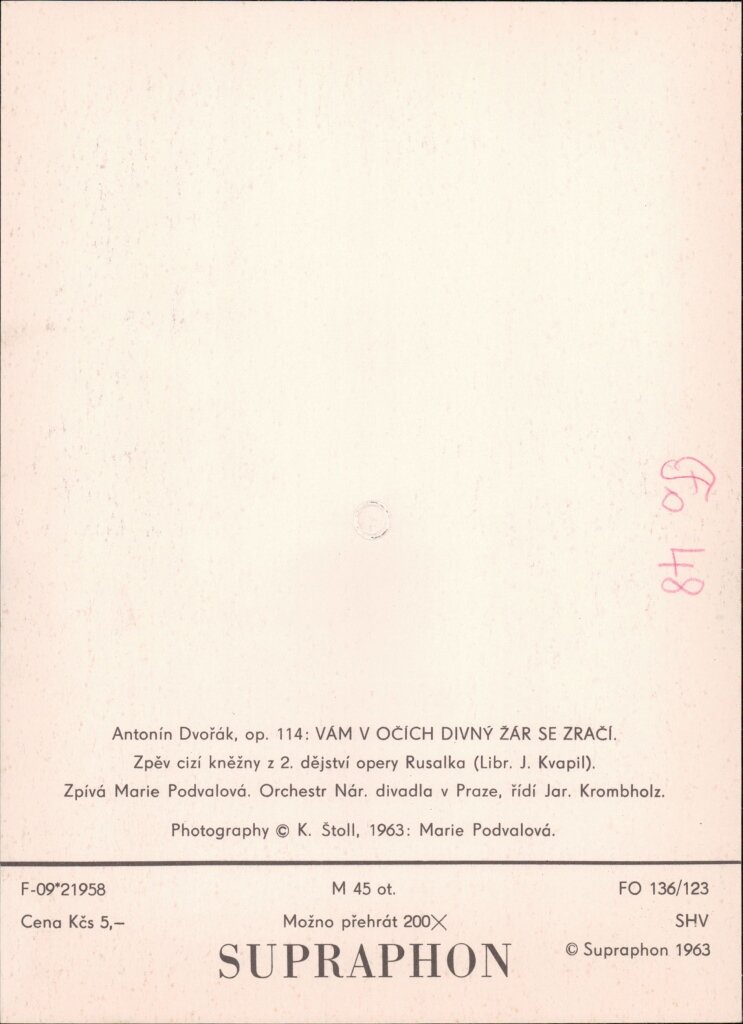 Fo 48
Antonín Dvořák, op. 114: VÁM V OČÍCH DIVNÝ ŽÁR SE ZRAČÍ.
Zpěv cizí kněžny z 2. dějství opery Rusalka (Libr. J. Kvapil).
Zpívá Marie Podvalová. Orchestr Nár. divadla v Praze, řídí Jar. Krombholz.
Photography © K. Štoll, 1963: Marie Podvalová.
F-09*21958 M 45 ot. FO 136/123
Cena Kčs 5,– Možno přehrát 200X SHV
SUPRAPHON © Supraphon 1963